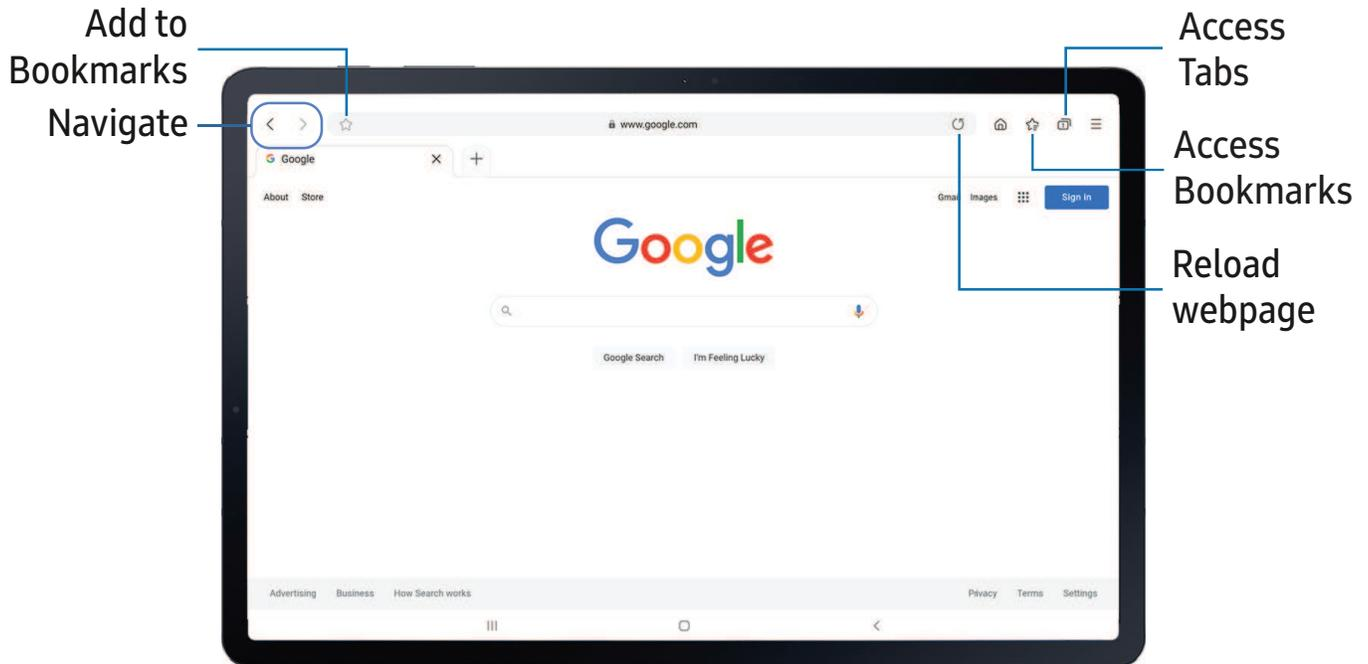 Add to
Bookmarks
Navigate
Access
Tabs
Access
Bookmarks
Reload
webpage
www.google.com
1
G Google
About Store
Gmail Images Sign in
Google
Google Search I'm Feeling Lucky
Advertising Business How Search works
Privacy Terms Settings